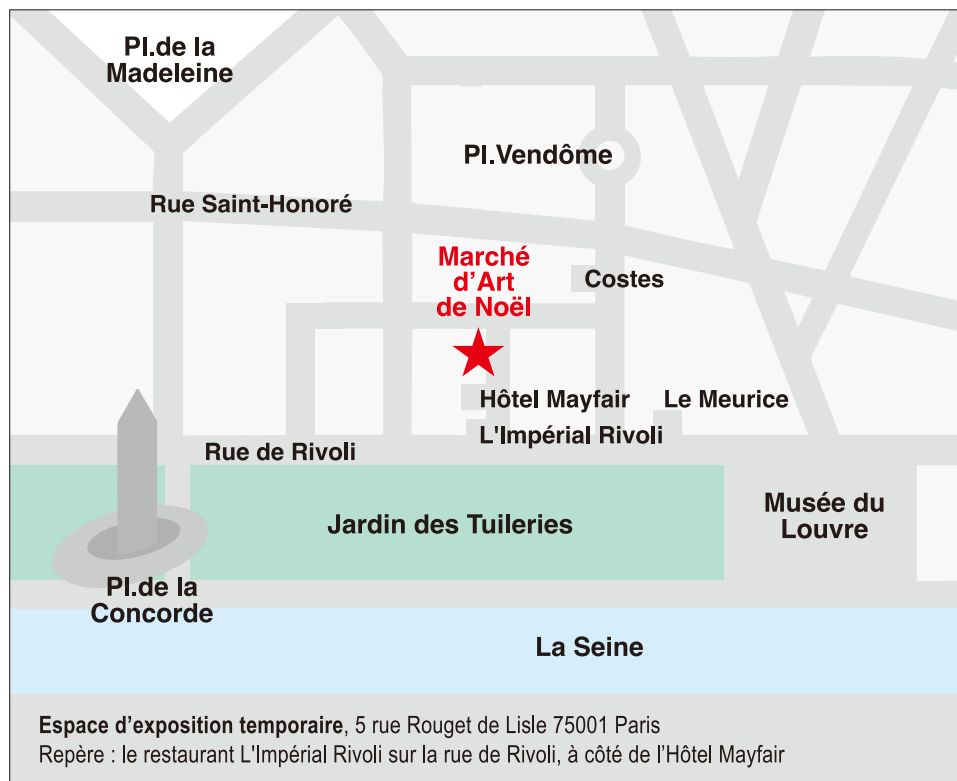 Pl.de la
Madeleine
Pl.Vendôme
Rue Saint-Honoré
Marché
d’Art
de Noël
Costes
Hôtel Mayfair
Le Meurice
L'Impérial Rivoli
Rue de Rivoli
Jardin des Tuileries
Musée du
Louvre
Pl.de la
Concorde
La Seine
Espace d’exposition temporaire, 5 rue Rouget de Lisle 75001 Paris
Repère : le restaurant L'Impérial Rivoli sur la rue de Rivoli, à côté de l’Hôtel Mayfair